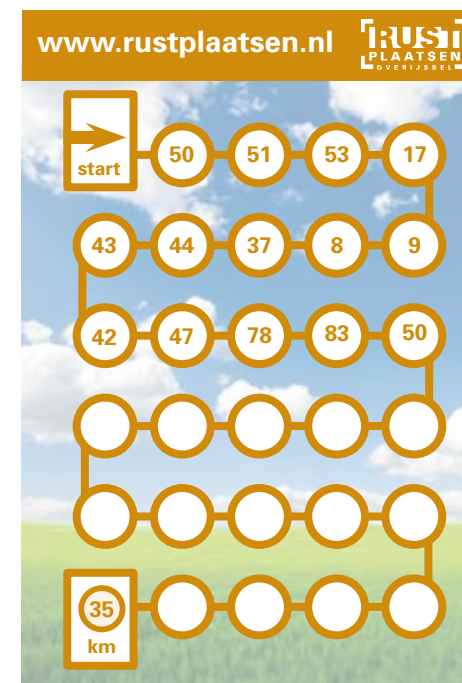 www.rustplaatsen.nl
RUST
PLAATSEN
OVERIJSSEL
start
50 51 53 17
43 44 37 8 9
42 47 78 83 50
35
km